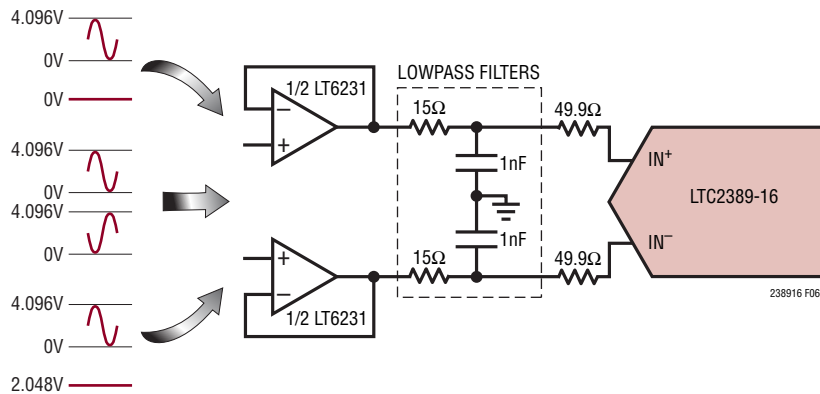 4.096V
0V
0V
4.096V
0V
4.096V
0V
4.096V
0V
2.048V
1/2 LT6231
−
+
LOWPASS FILTERS
15Ω
49.9Ω
1nF
IN+
LTC2389-16
1nF
IN−
15Ω
49.9Ω
+
−
1/2 LT6231
238916 F06